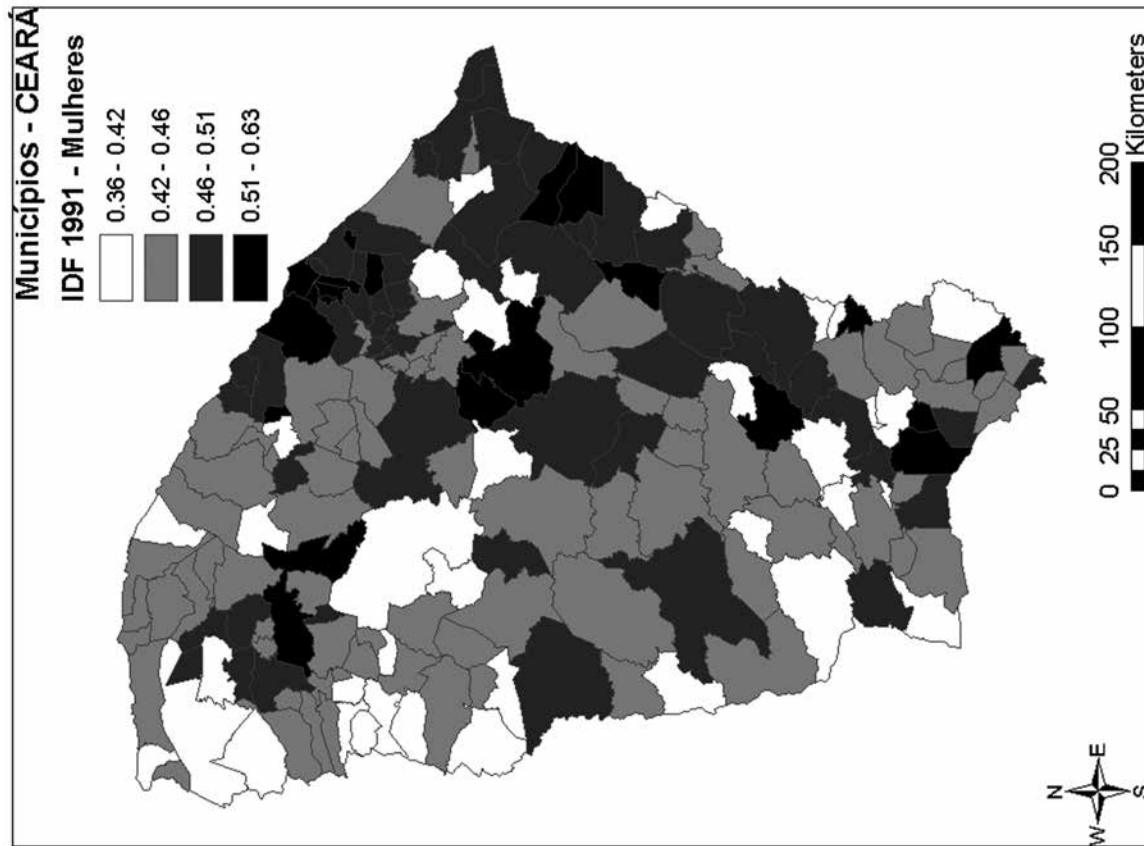 Municípios - CEARÁ
IDF 1991 - Mulheres
0.36 - 0.42
0.42 - 0.46
0.46 - 0.51
0.51 - 0.63
N
W E
S
0 25 50 100 150 200
Kilometers